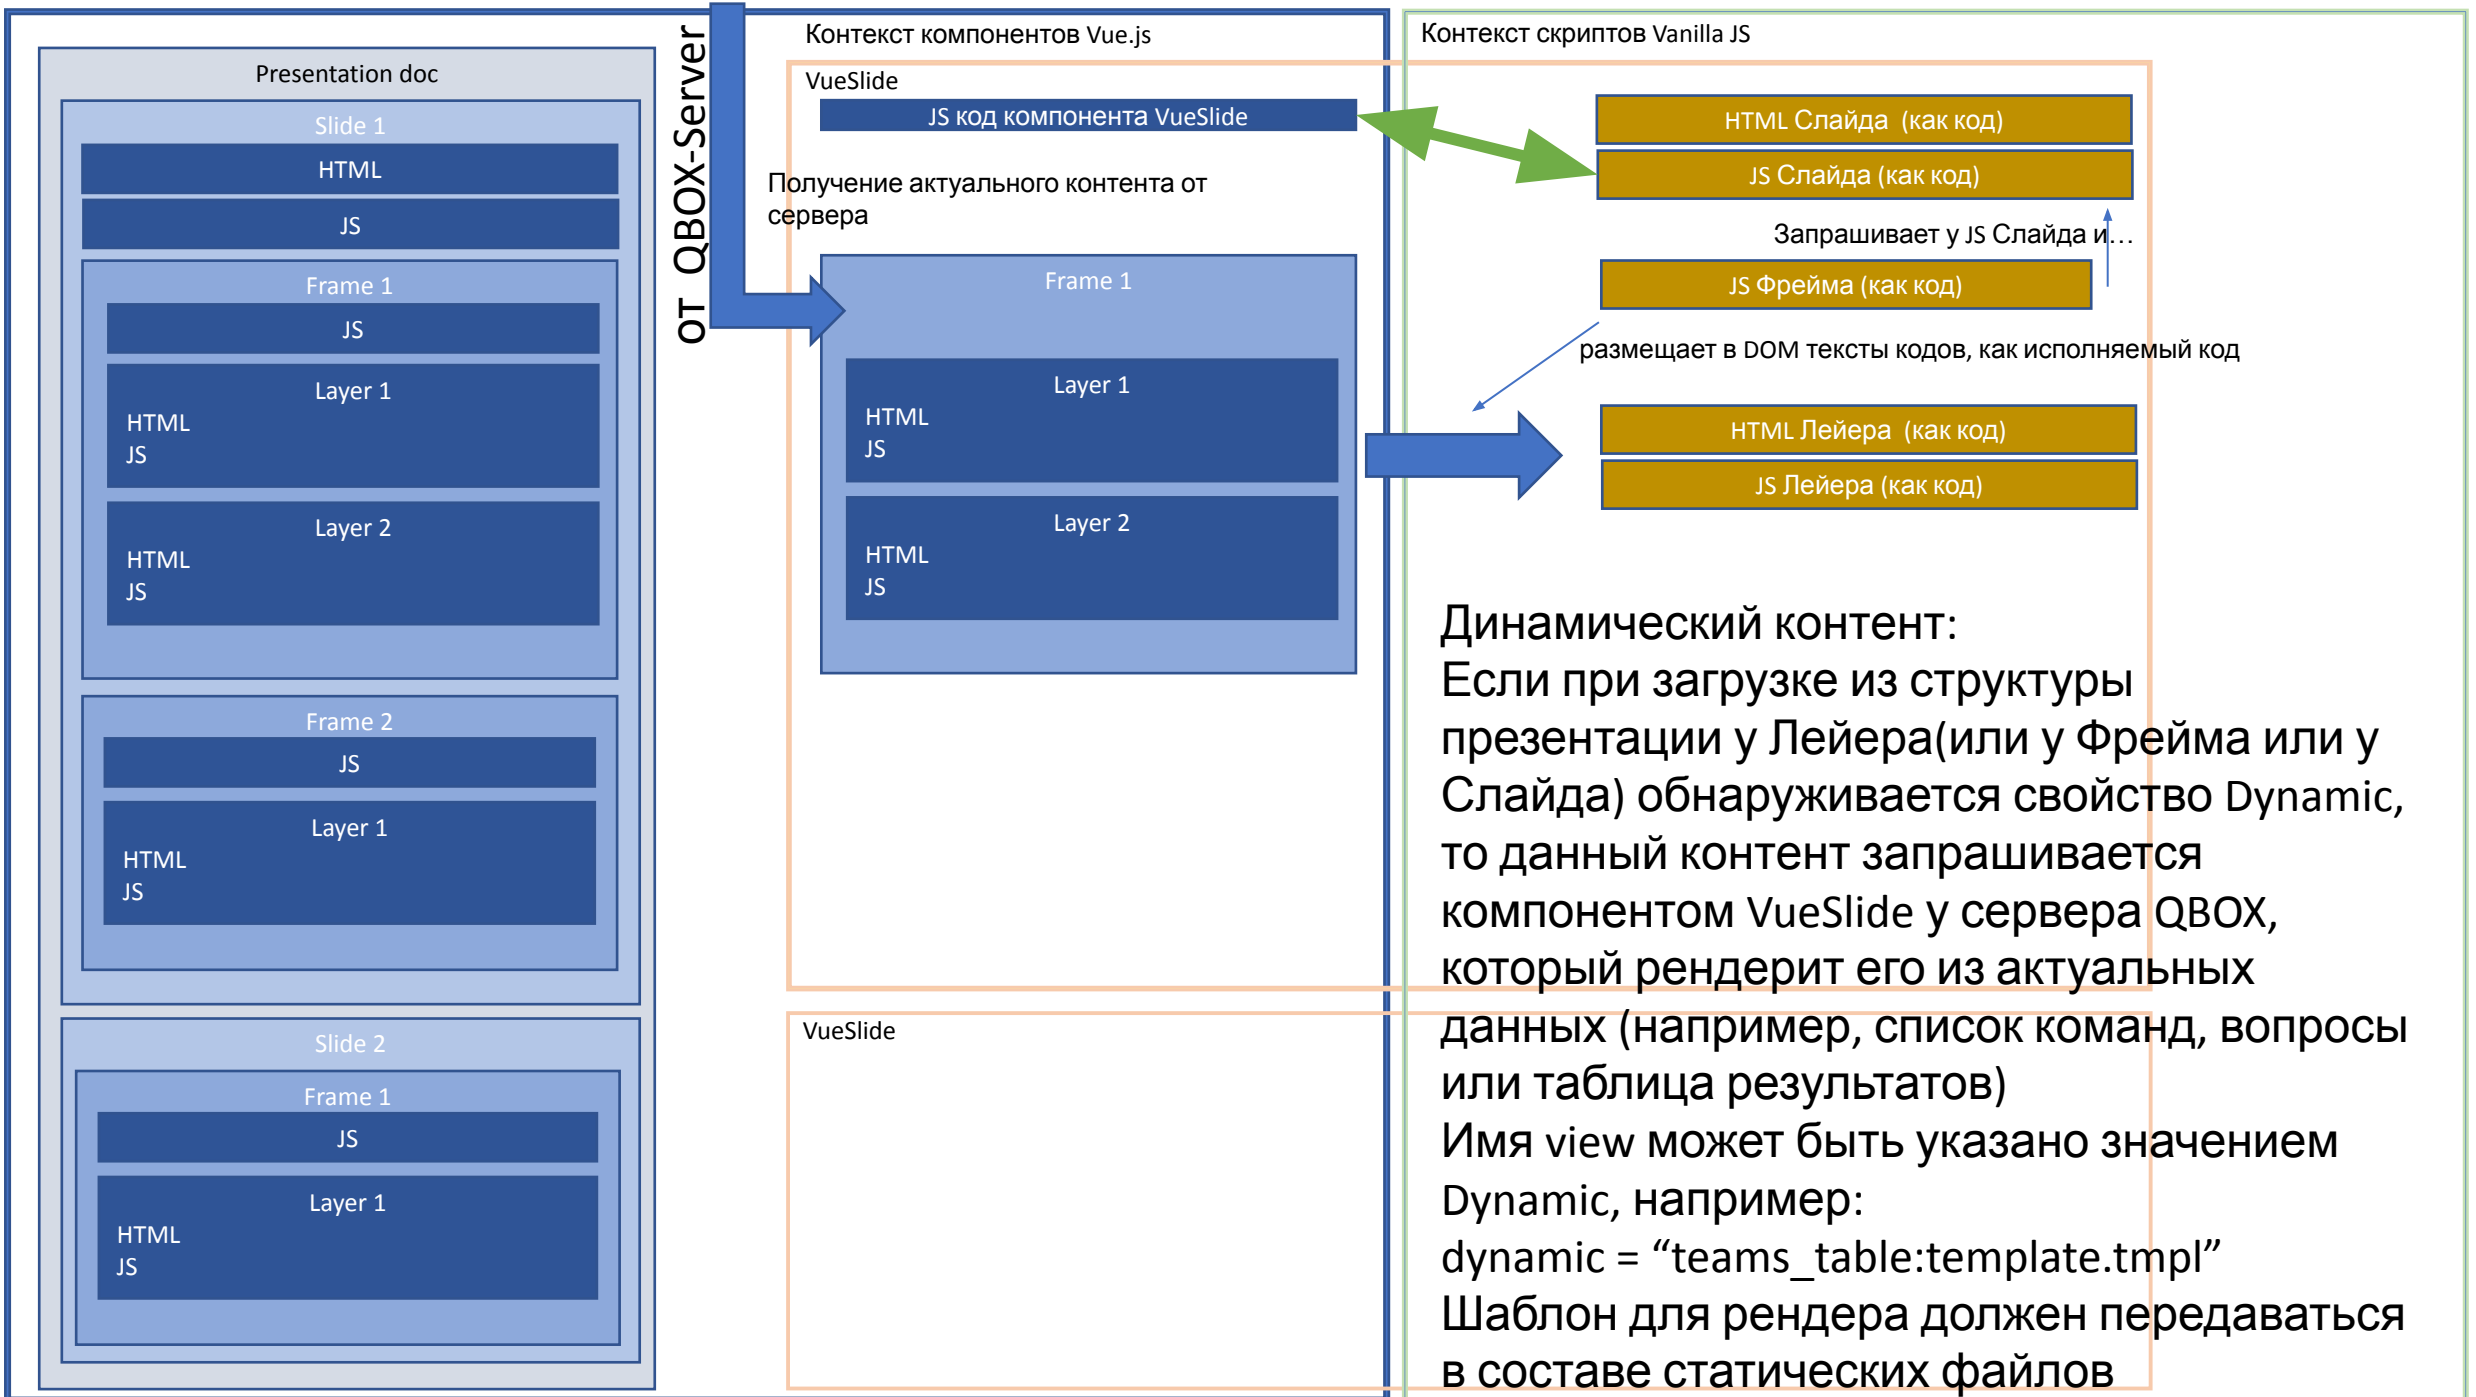 Presentation doc
Slide 1
HTML
JS
Frame 1
JS
Layer 1
HTML
JS
Layer 2
HTML
JS
Frame 2
JS
Layer 1
HTML
JS
Slide 2
Frame 1
JS
Layer 1
HTML
JS
от QBOX-Server
Контекст компонентов Vue.js
VueSlide
JS код компонента VueSlide
Получение актуального контента от
сервера
Frame 1
Layer 1
HTML
JS
Layer 2
HTML
JS
VueSlide
Контекст скриптов Vanilla JS
HTML Слайда (как код)
JS Слайда (как код)
Запрашивает у JS Слайда и…
JS Фрейма (как код)
размещает в DOM тексты кодов, как исполняемый код
HTML Лейера (как код)
JS Лейера (как код)
Динамический контент:
Если при загрузке из структуры
презентации у Лейера(или у Фрейма или у
Слайда) обнаруживается свойство Dynamic,
то данный контент запрашивается
компонентом VueSlide у сервера QBOX,
который рендерит его из актуальных
данных (например, список команд, вопросы
или таблица результатов)
Имя view может быть указано значением
Dynamic, например:
dynamic = “teams_table:template.tmpl”
Шаблон для рендера должен передаваться
в составе статических файлов